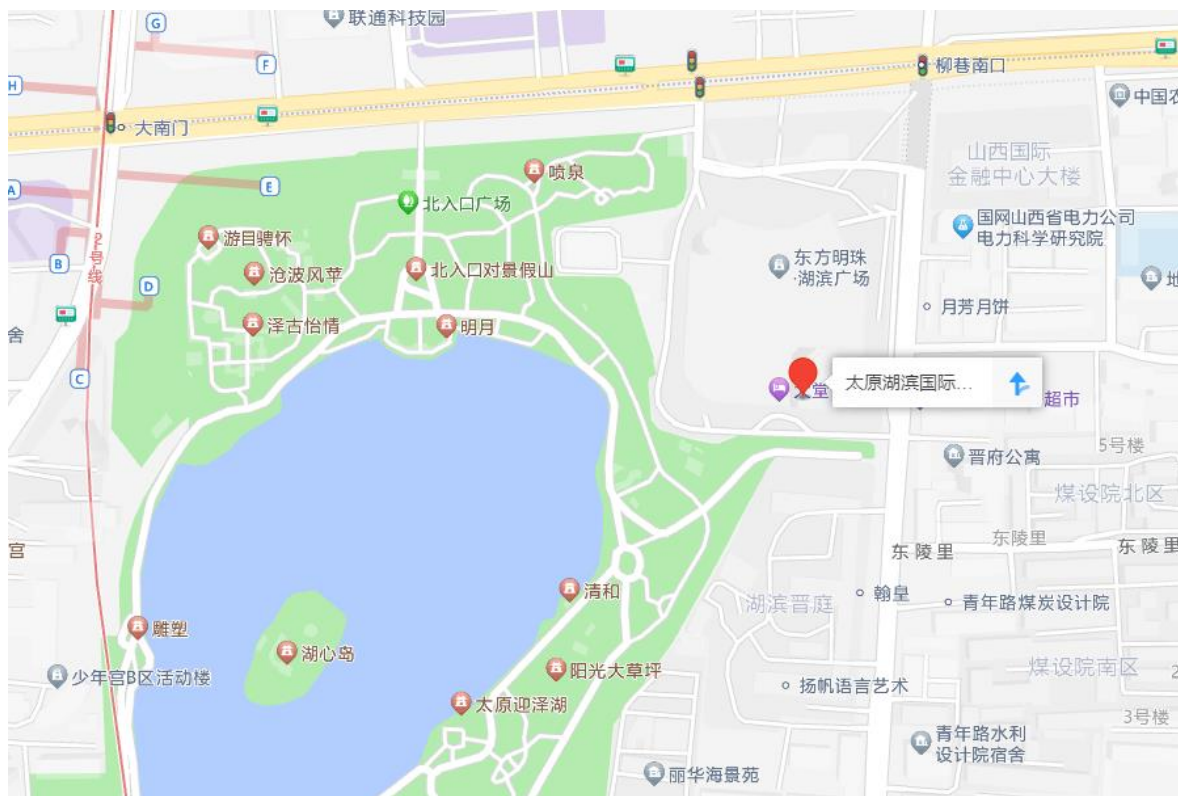 联通科技园
G
F
H
柳巷南口
大南门
中国农
山西国际
金融中心大楼
喷泉
E
A
北入口广场
国网山西省电力公司
电力科学研究院
游目骋怀
2号线
B
东方明珠
·湖滨广场
沧波风苹
北入口对景假山
D
地
月芳月饼
泽古怡情
明月
舍
C
太原湖滨国际...
堂
超市
5号楼
晋府公寓
煤设院北区
宫
东陵里
东陵里
东陵里
清和
湖滨晋庭
翰皇
青年路煤炭设计院
雕塑
湖心岛
少年宫B区活动楼
阳光大草坪
煤设院南区
2
扬帆语言艺术
太原迎泽湖
3号楼
青年路水利
设计院宿舍
丽华海景苑